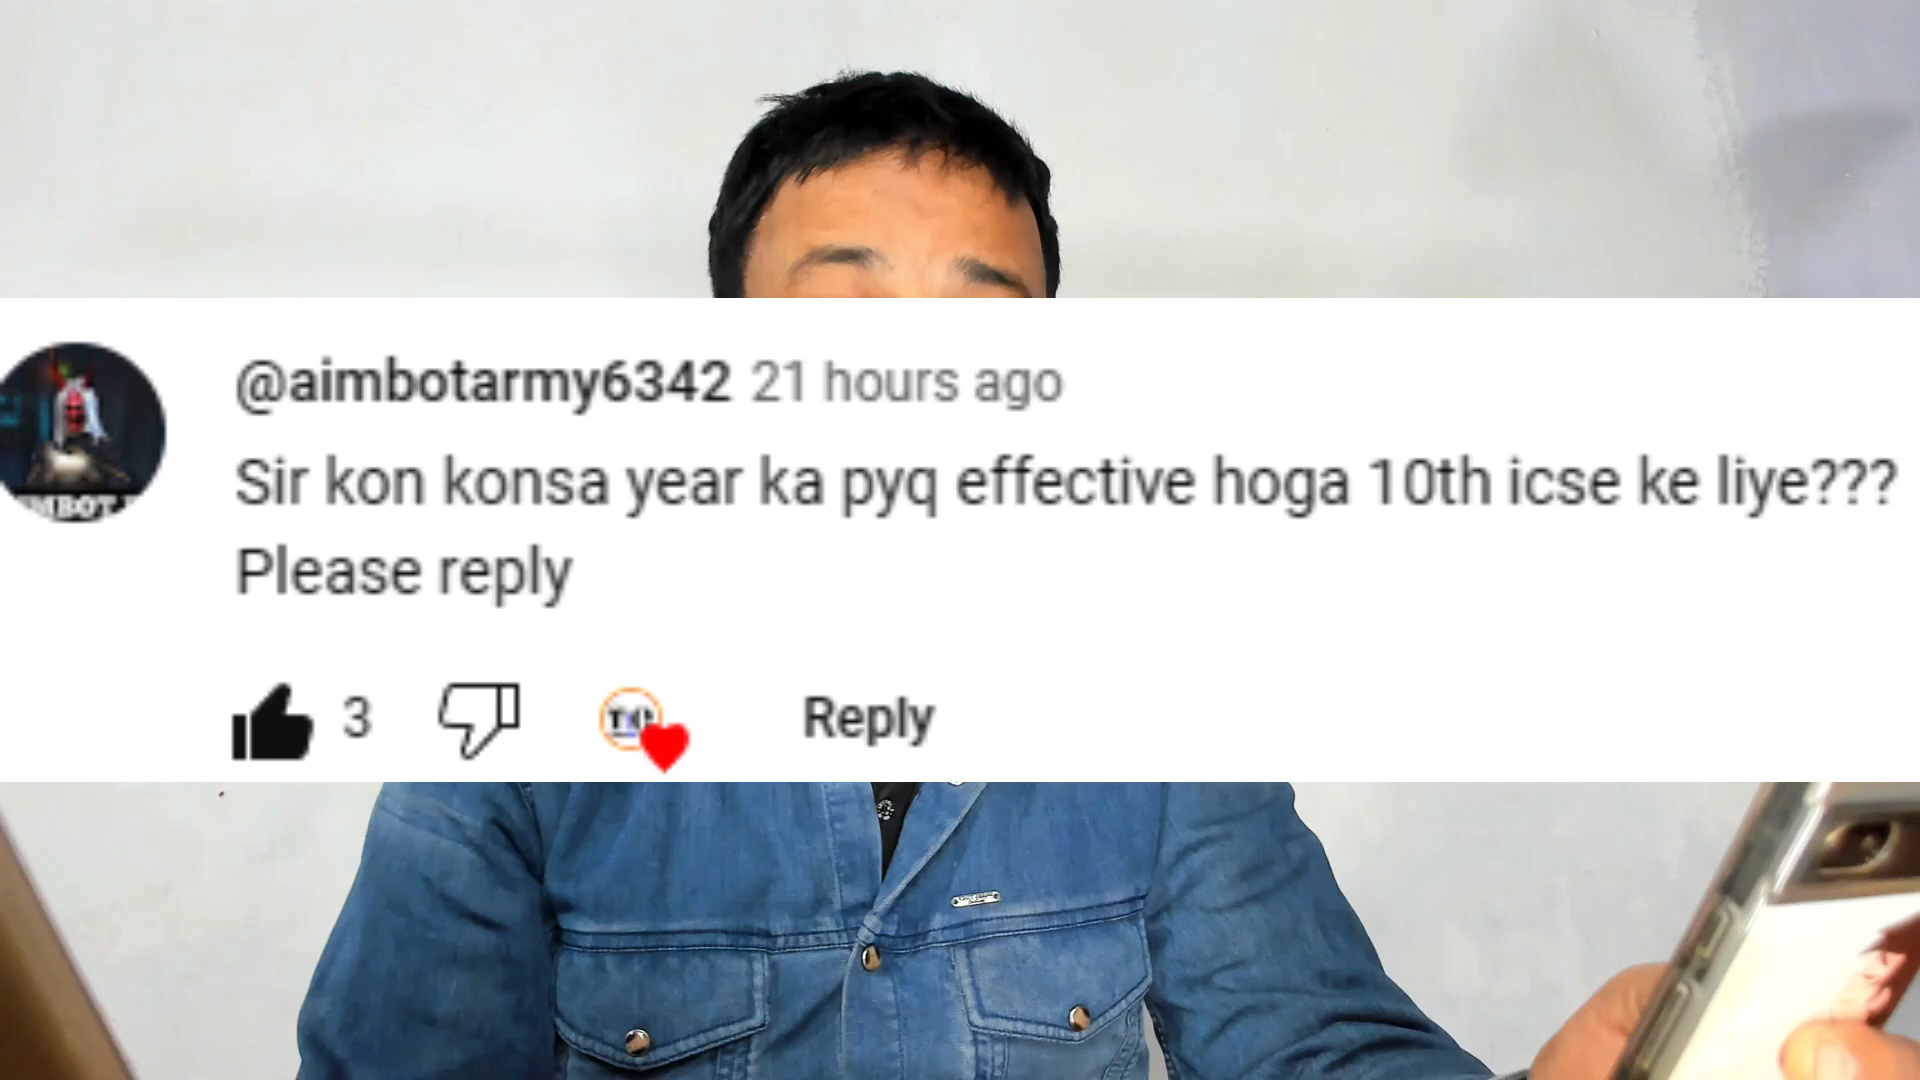 @aimbotarmy6342 21 hours ago
Sir kon konsa year ka pyq effective hoga 10th icse ke liye???
Please reply
3
Reply